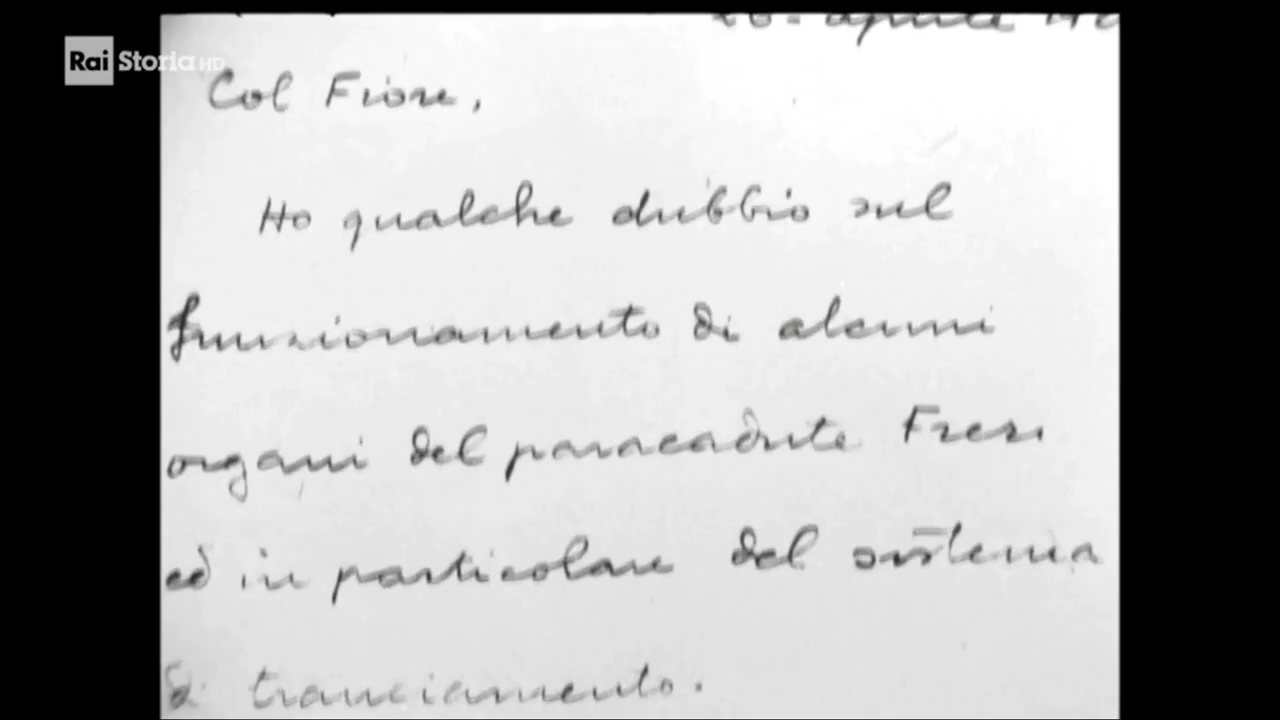 Rai Storia HD
Col Fiore,
Ho qualche dubbio sul
funzionamento di alcuni
organi del paracadute Fresi
ed in particolare del sistema
di tranciamento.